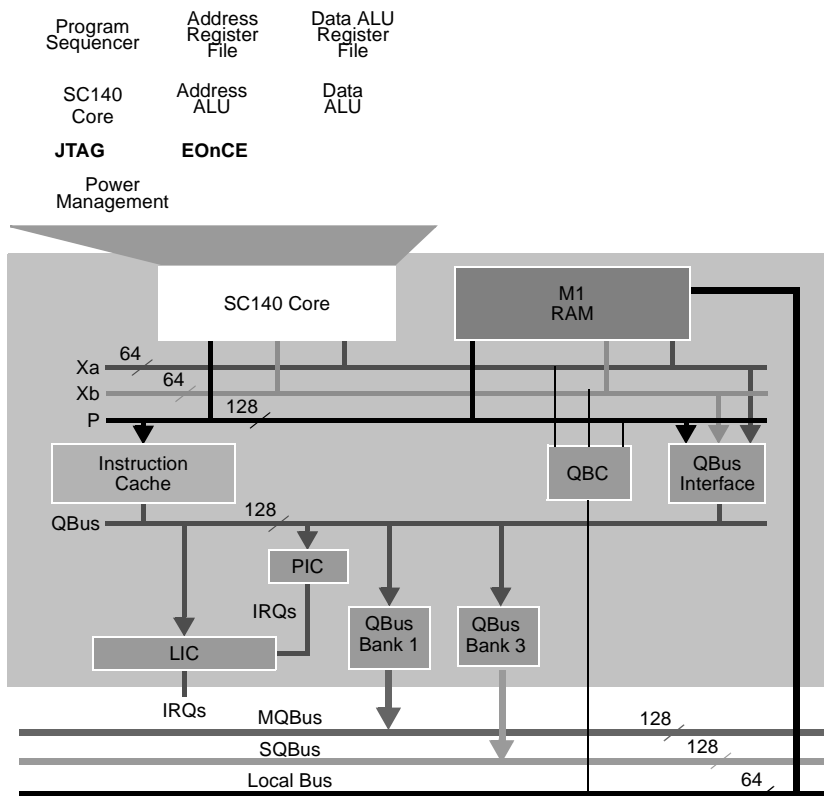 Program
Sequencer
Address
Register
File
Data ALU
Register
File
SC140
Core
Address
ALU
Data
ALU
JTAG
EOnCE
Power
Management
SC140 Core
M1
RAM
Xa
64
Xb
64
P
128
Instruction
Cache
QBC
QBus
Interface
QBus
128
PIC
IRQs
QBus
Bank 1
QBus
Bank 3
LIC
IRQs
MQBus
128
SQBus
128
Local Bus
64